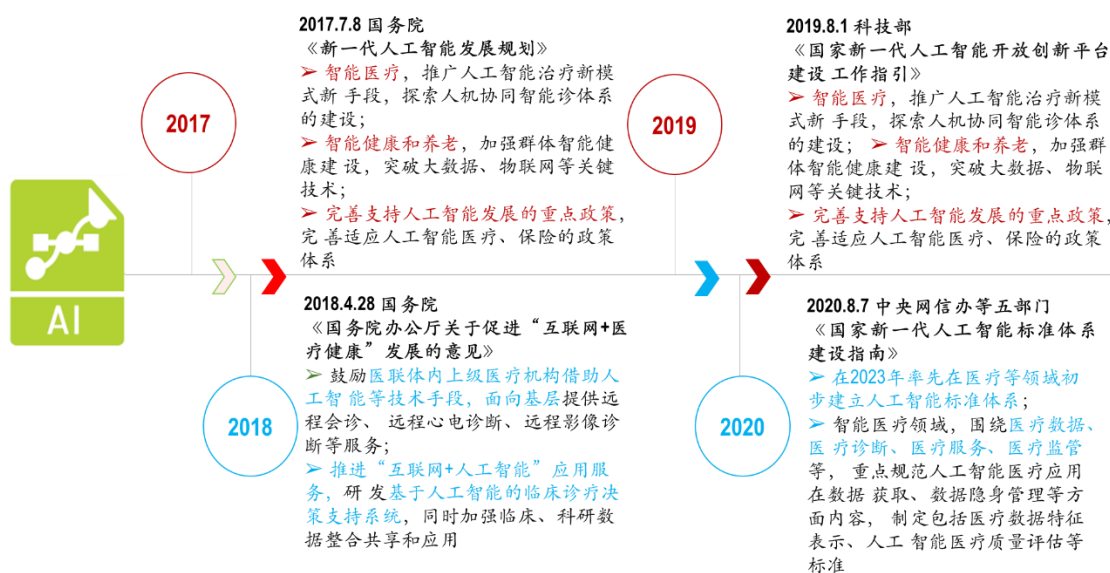 2017.7.8 国务院
《新一代人工智能发展规划》
➢ 智能医疗，推广人工智能治疗新模
式新 手段，探索人机协同智能诊体系
的建设；
➢ 智能健康和养老，加强群体智能健
康建 设，突破大数据、物联网等关键
技术；
➢ 完善支持人工智能发展的重点政策，
完 善适应人工智能医疗、保险的政策
体系
2017
2019.8.1 科技部
《国家新一代人工智能开放创新平台
建设 工作指引》
➢ 智能医疗，推广人工智能治疗新模
式新 手段，探索人机协同智能诊体系
的建设； ➢ 智能健康和养老，加强群
体智能健康建 设，突破大数据、物联
网等关键技术；
➢ 完善支持人工智能发展的重点政策，
完 善适应人工智能医疗、保险的政策
体系
2019
AI
2018.4.28 国务院
《国务院办公厅关于促进“互联网+医
疗健康”发展的意见》
➢ 鼓励医联体内上级医疗机构借助人
工智 能等技术手段，面向基层提供远
程会诊、 远程心电诊断、远程影像诊
断等服务；
➢ 推进“互联网+人工智能”应用服
务，研 发基于人工智能的临床诊疗决
策支持系统，同时加强临床、科研数
据整合共享和应用
2018
2020.8.7 中央网信办等五部门
《国家新一代人工智能标准体系
建设指南》
➢ 在2023年率先在医疗等领域初
步建立人工智能标准体系；
➢ 智能医疗领域，围绕医疗数据、
医 疗诊断、医疗服务、医疗监管
等， 重点规范人工智能医疗应用
在数据 获取、数据隐身管理等方
面内容， 制定包括医疗数据特征
表示、人工 智能医疗质量评估等
标准
2020